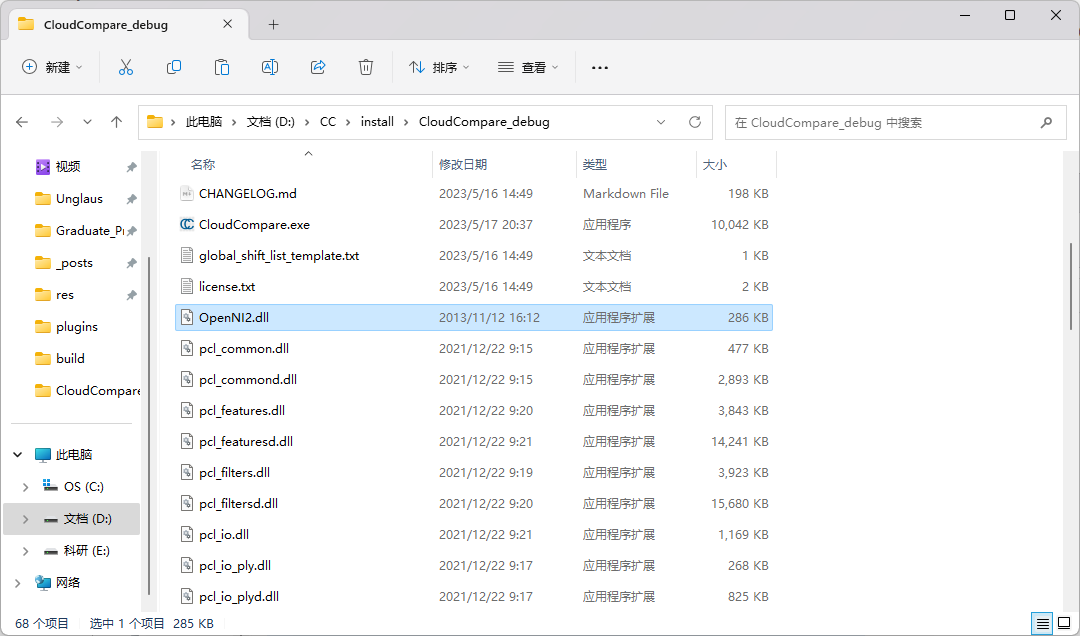 CloudCompare_debug
新建
排序
查看
此电脑 文档 (D:) CC install CloudCompare_debug
在 CloudCompare_debug 中搜索
视频
Unglaus
Graduate_Pr
_posts
res
plugins
build
CloudCompare
此电脑
OS (C:)
文档 (D:)
科研 (E:)
网络
名称 修改日期 类型 大小
CHANGELOG.md 2023/5/16 14:49 Markdown File 198 KB
CloudCompare.exe 2023/5/17 20:37 应用程序 10,042 KB
global_shift_list_template.txt 2023/5/16 14:49 文本文档 1 KB
license.txt 2023/5/16 14:49 文本文档 2 KB
OpenNI2.dll 2013/11/12 16:12 应用程序扩展 286 KB
pcl_common.dll 2021/12/22 9:15 应用程序扩展 477 KB
pcl_commond.dll 2021/12/22 9:15 应用程序扩展 2,893 KB
pcl_features.dll 2021/12/22 9:20 应用程序扩展 3,843 KB
pcl_featuresd.dll 2021/12/22 9:21 应用程序扩展 14,241 KB
pcl_filters.dll 2021/12/22 9:19 应用程序扩展 3,923 KB
pcl_filtersd.dll 2021/12/22 9:20 应用程序扩展 15,680 KB
pcl_io.dll 2021/12/22 9:21 应用程序扩展 1,169 KB
pcl_io_ply.dll 2021/12/22 9:17 应用程序扩展 268 KB
pcl_io_plyd.dll 2021/12/22 9:17 应用程序扩展 825 KB
68 个项目 选中 1 个项目 285 KB